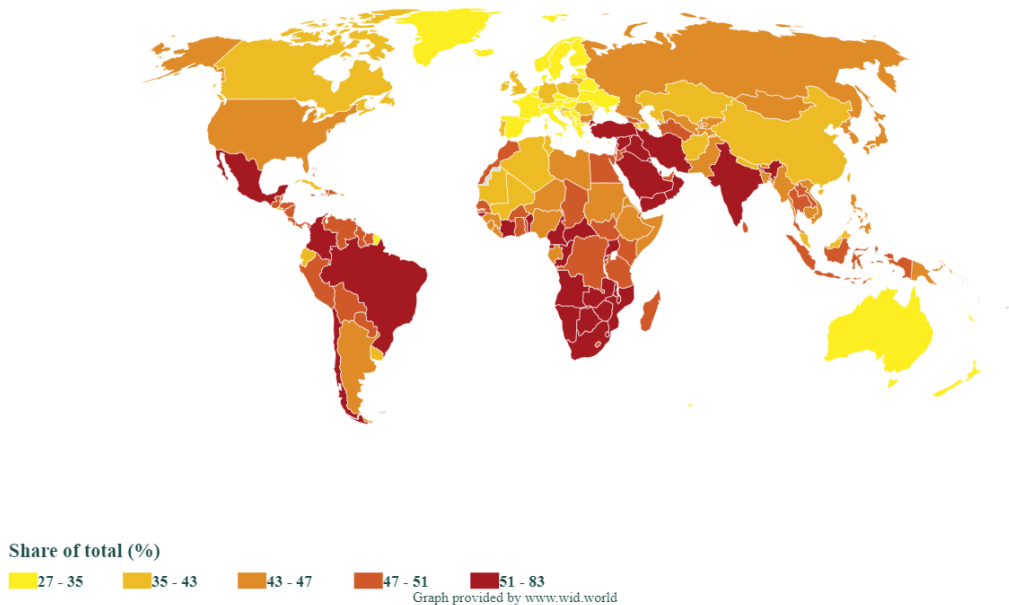 Share of total (%)
27 - 35
35 - 43
43 - 47
47 - 51
51 - 83
Graph provided by www.wid.world